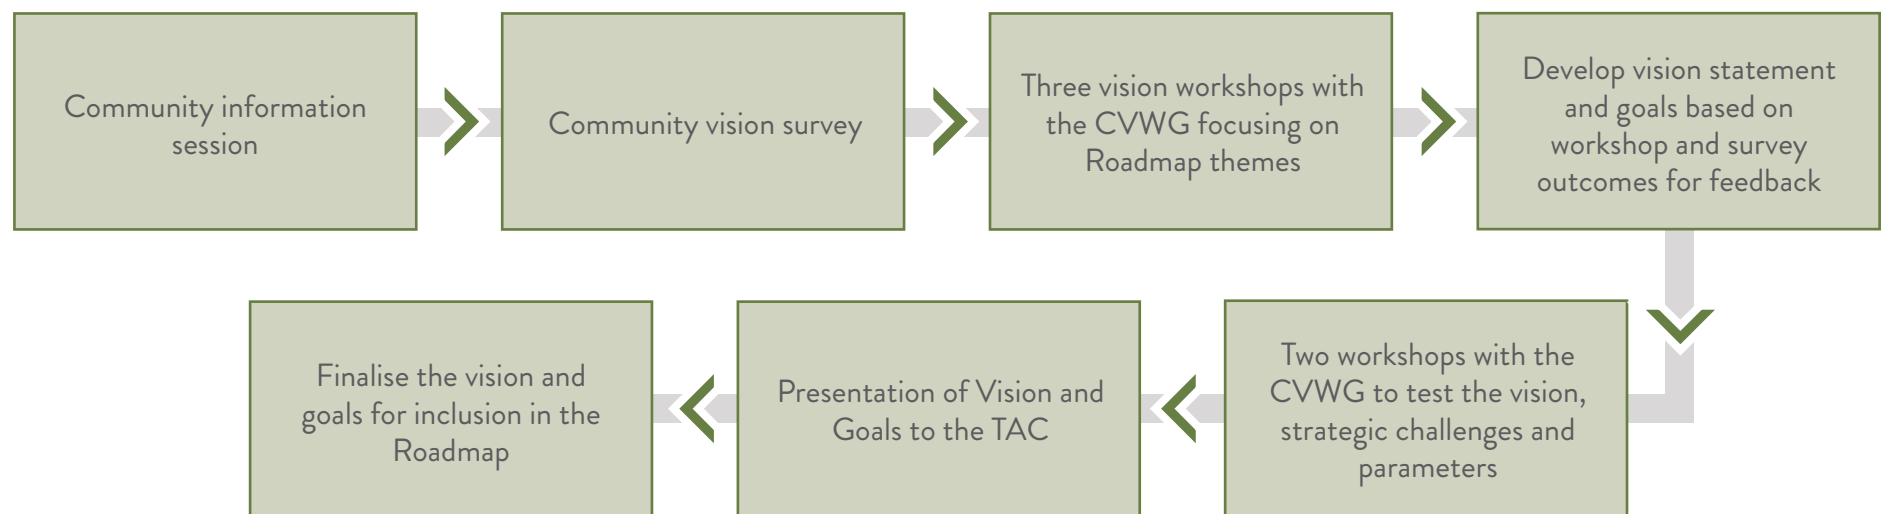 Community information
session
Community vision survey
Three vision workshops with
the CVWG focusing on
Roadmap themes
Develop vision statement
and goals based on
workshop and survey
outcomes for feedback
Two workshops with the
CVWG to test the vision,
strategic challenges and
parameters
Presentation of Vision and
Goals to the TAC
Finalise the vision and
goals for inclusion in the
Roadmap